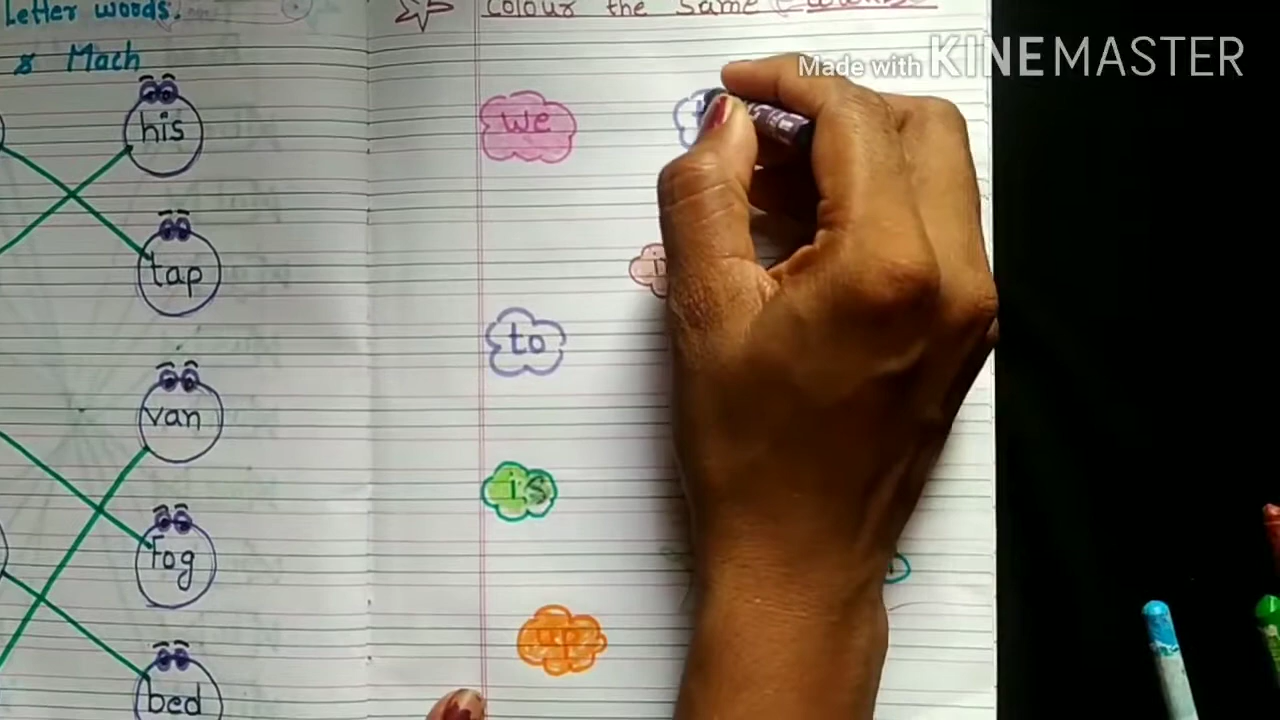 Letter woods.
& Mach
his
tap
van
fog
bed
Colour the same
we
to
is
up
Made with KINEMASTER